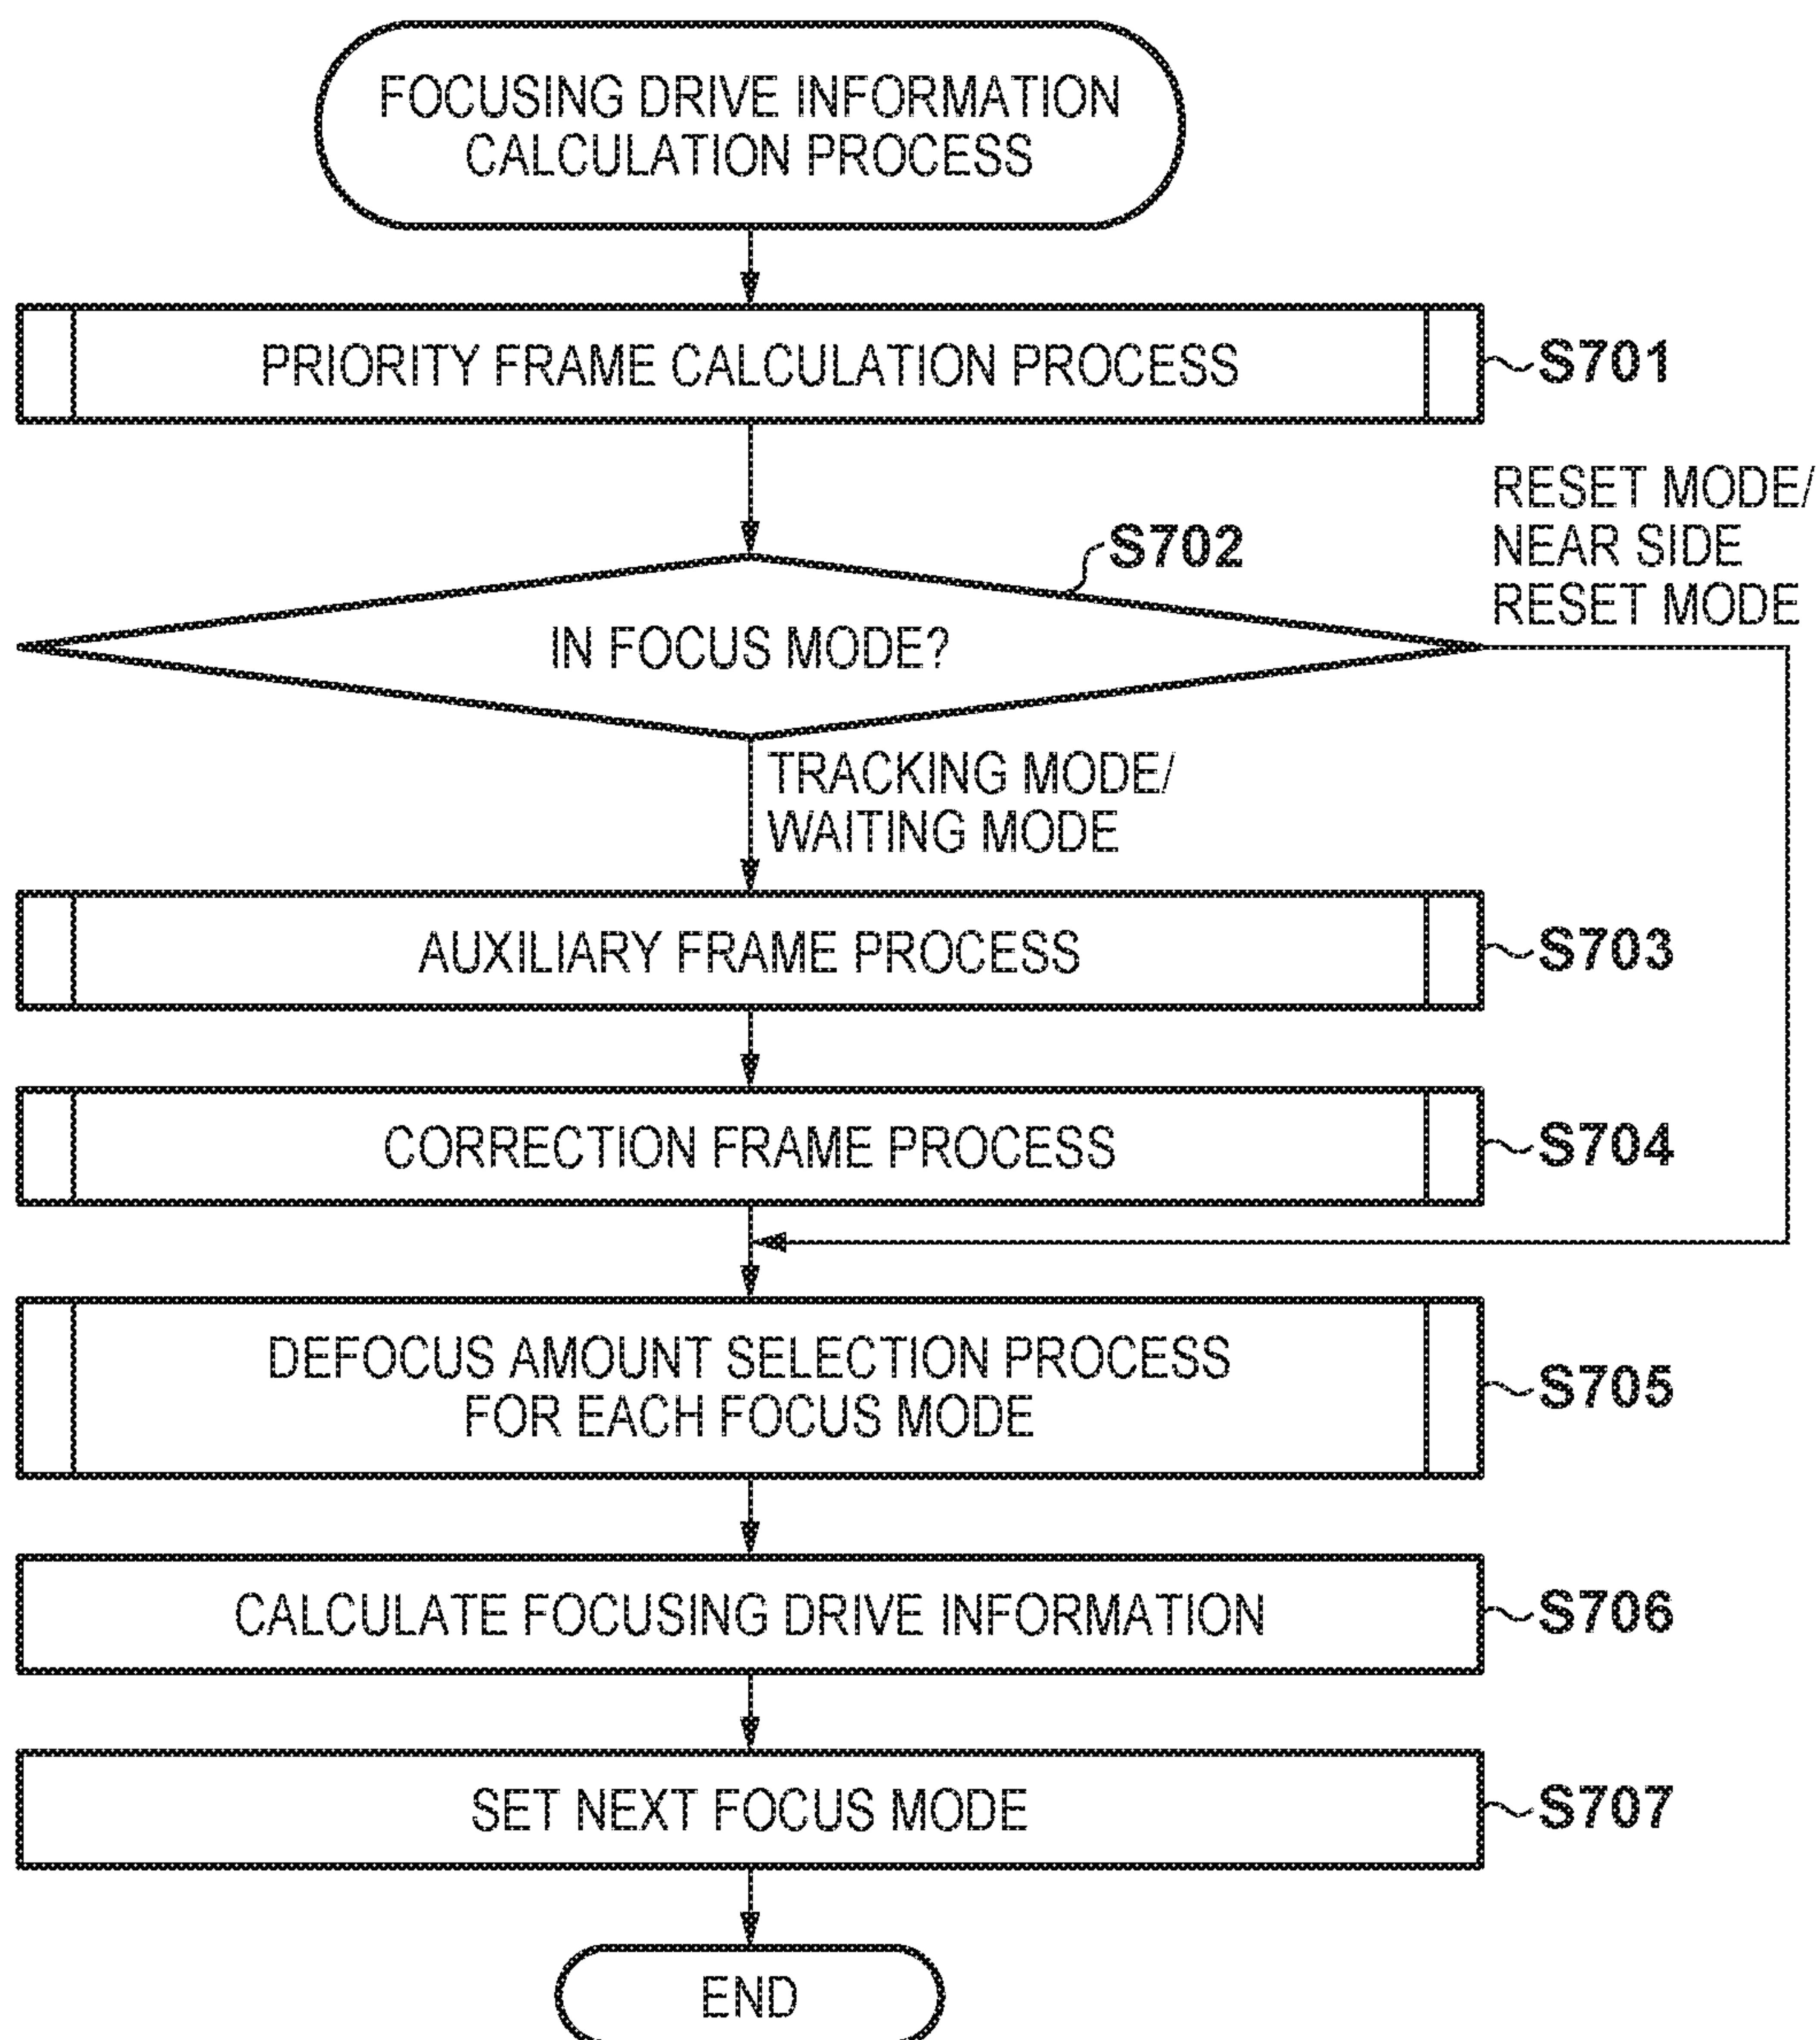 FOCUSING DRIVE INFORMATION
CALCULATION PROCESS
PRIORITY FRAME CALCULATION PROCESS
S701
RESET MODE/
NEAR SIDE
RESET MODE
S702
IN FOCUS MODE?
TRACKING MODE/
WAITING MODE
AUXILIARY FRAME PROCESS
S703
CORRECTION FRAME PROCESS
S704
DEFOCUS AMOUNT SELECTION PROCESS
FOR EACH FOCUS MODE
S705
CALCULATE FOCUSING DRIVE INFORMATION
S706
SET NEXT FOCUS MODE
S707
END